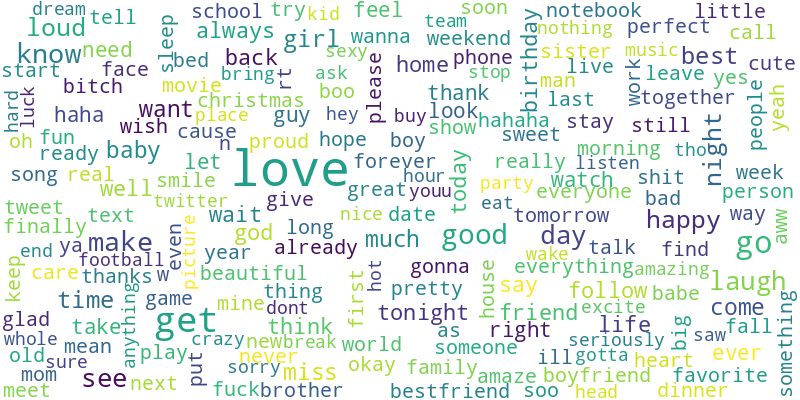 dream tell school try kid feel soon team notebook little
loud always girl wanna weekend birthday nothing perfect call
know need sleep bed back sexy home phone sister music best
start face bring rt ask please stop live leave yes cute
hard luck bitch movie christmas boo thank man work together people yeah
haha want place guy hey buy look last
oh wish cause n proud hope boy show hahaha sweet stay still night
fun ready baby let love forever really morning tho
song real well smile great hour today listen shit week
tweet twitter give youu party watch everyone bad person
finally text wait nice date eat tomorrow happy way aww
end ya make even picture god long much good day go
football w year already wake talk find
keep care thanks beautiful hot gonna house everything amazing laugh
time game mine thing first pretty say follow babe come something
glad anything get dont tonight friend excite life big
take think as right saw fall
whole mean crazy newbreak world someone seriously
old sure play put never okay family ill gotta heart ever
mom see next sorry miss amaze boyfriend favorite
meet fuck brother bestfriend soo head dinner